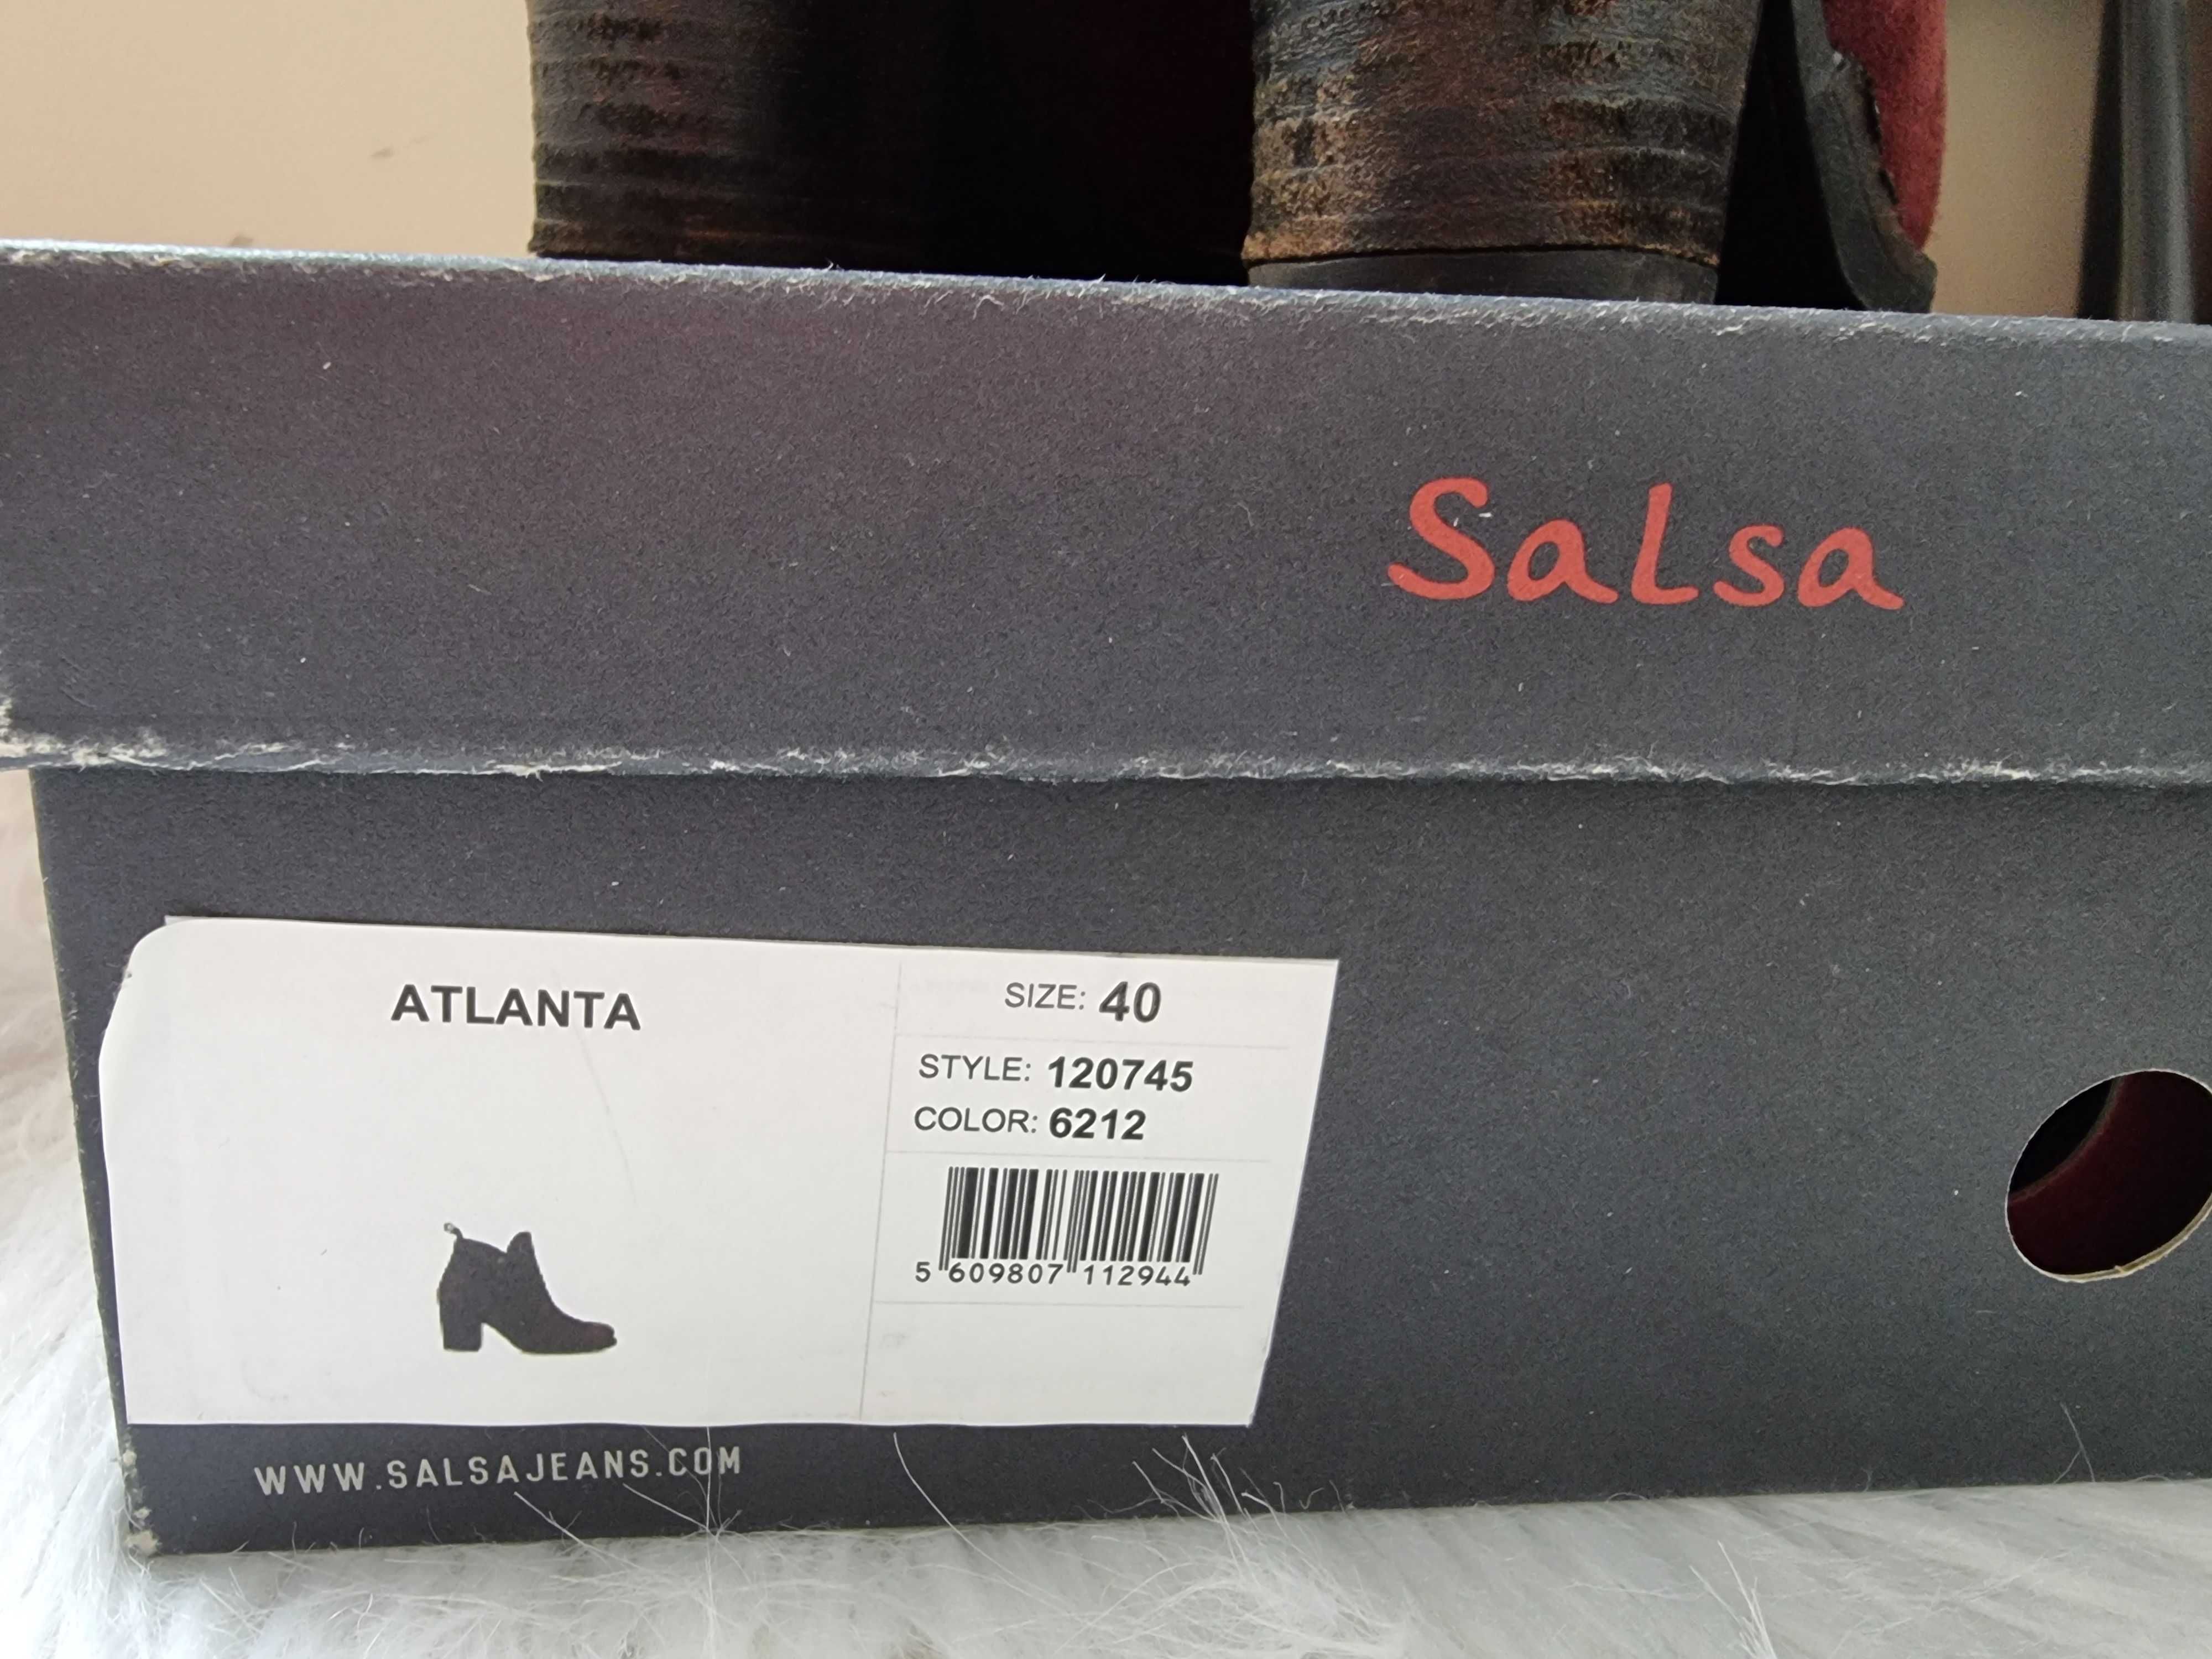 Salsa
ATLANTA
SIZE: 40
STYLE: 120745
COLOR: 6212
5 609807 112944
WWW.SALSAJEANS.COM